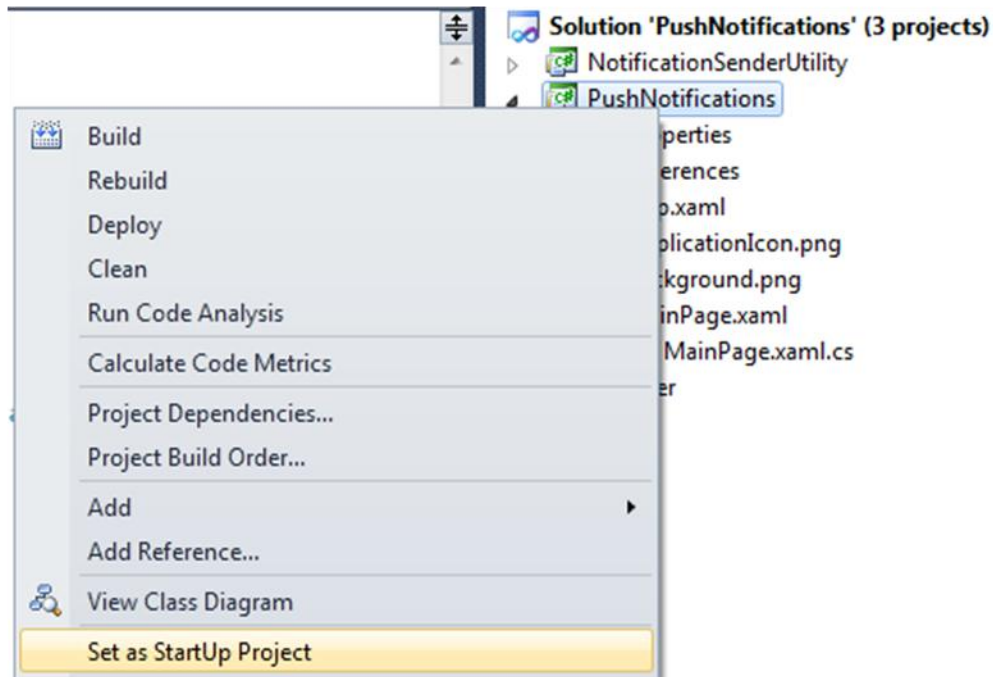 Solution 'PushNotifications' (3 projects)
NotificationSenderUtility
PushNotifications
Build
Rebuild
Deploy
Clean
Run Code Analysis
Calculate Code Metrics
Project Dependencies...
Project Build Order...
Add
Add Reference...
View Class Diagram
Set as StartUp Project
perties
erences
p.xaml
plicationIcon.png
kground.png
inPage.xaml
MainPage.xaml.cs
er